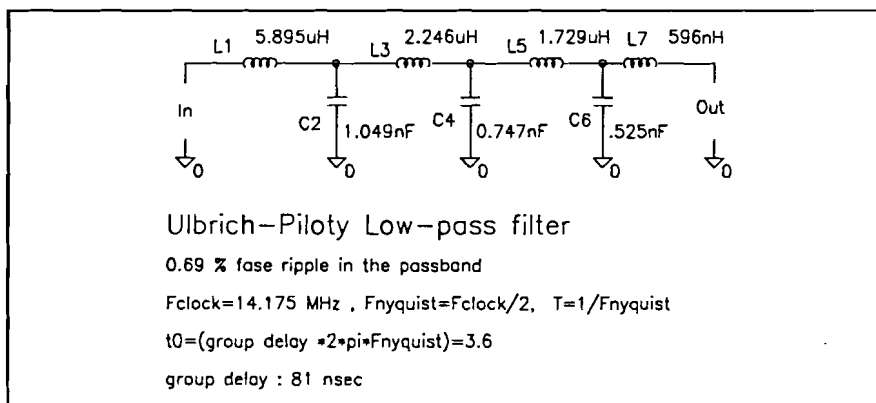 L1 5.895uH L3 2.246uH L5 1.729uH L7 596nH
In C2 1.049nF C4 0.747nF C6 .525nF Out
0 0 0 0 0
Ulbrich-Piloty Low-pass filter
0.69 % fase ripple in the passband
Fclock=14.175 MHz , Fnyquist=Fclock/2, T=1/Fnyquist
t0=(group delay *2*pi*Fnyquist)=3.6
group delay : 81 nsec